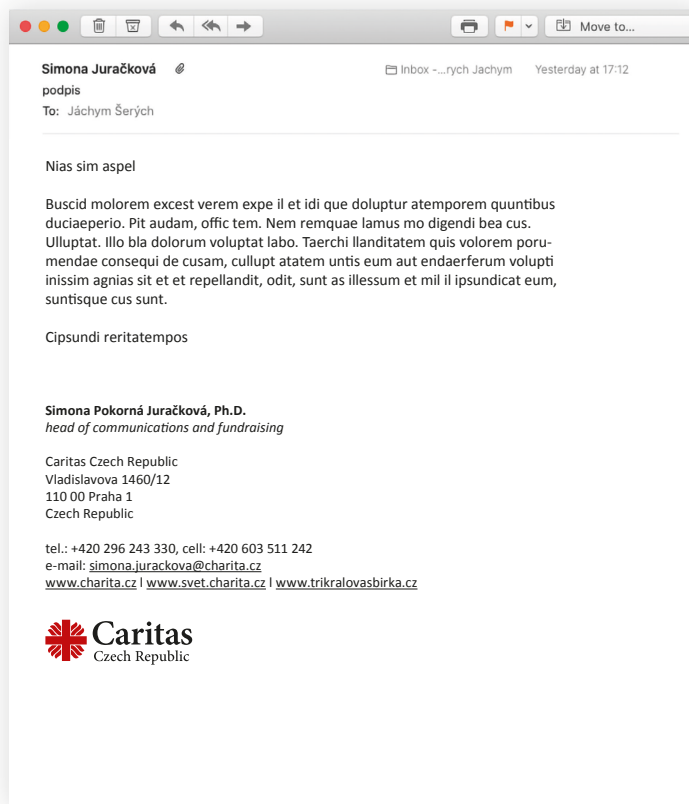 Move to...
Simona Juračková
Inbox -...rych Jachym
Yesterday at 17:12
podpis
To: Jáchym Šerých
Nias sim aspel
Buscid molorem excest verem expe il et idi que doluptur atemporem quuntibus
duciaeperio. Pit audam, offic tem. Nem remquae lamus mo digendi bea cus.
Ulluptat. Illo bla dolorum voluptat labo. Taerchi llanditatem quis volorem poru-
mendae consequi de cusam, cullupt atatem untis eum aut endaerferum volupti
inissim agnias sit et et repellandit, odit, sunt as illessum et mil il ipsundicat eum,
suntisque cus sunt.
Cipsundi reritatempos
Simona Pokorná Juračková, Ph.D.
head of communications and fundraising
Caritas Czech Republic
Vladislavova 1460/12
110 00 Praha 1
Czech Republic
tel.: +420 296 243 330, cell: +420 603 511 242
e-mail: simona.jurackova@charita.cz
www.charita.cz l www.svet.charita.cz l www.trikralovasbirka.cz
Caritas
Czech Republic